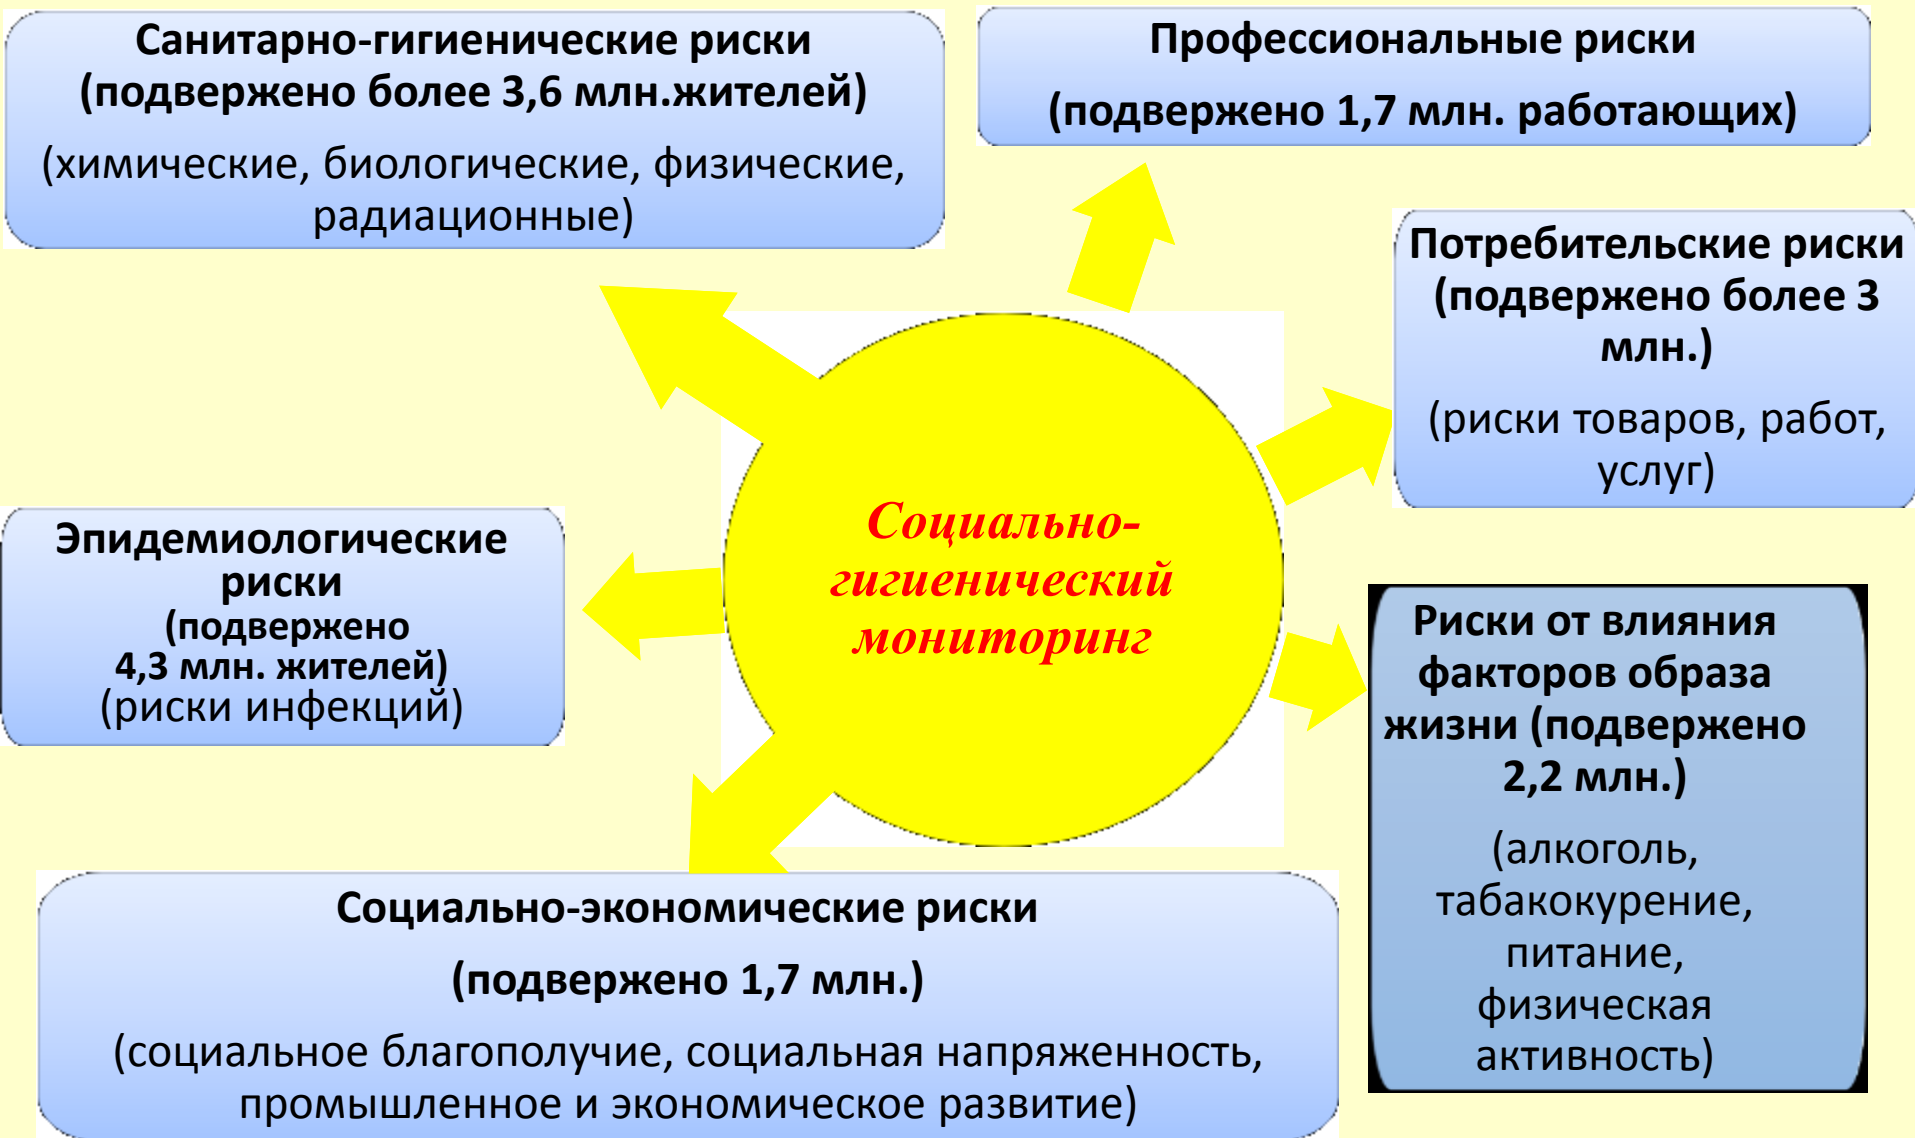 Санитарно-гигиенические риски
(подвержено более 3,6 млн.жителей)
(химические, биологические, физические,
радиационные)
Профессиональные риски
(подвержено 1,7 млн. работающих)
Потребительские риски
(подвержено более 3
млн.)
(риски товаров, работ,
услуг)
Эпидемиологические
риски
(подвержено
4,3 млн. жителей)
(риски инфекций)
Социально-
гигиенический
мониторинг
Риски от влияния
факторов образа
жизни (подвержено
2,2 млн.)
(алкоголь,
табакокурение,
питание,
физическая
активность)
Социально-экономические риски
(подвержено 1,7 млн.)
(социальное благополучие, социальная напряженность,
промышленное и экономическое развитие)